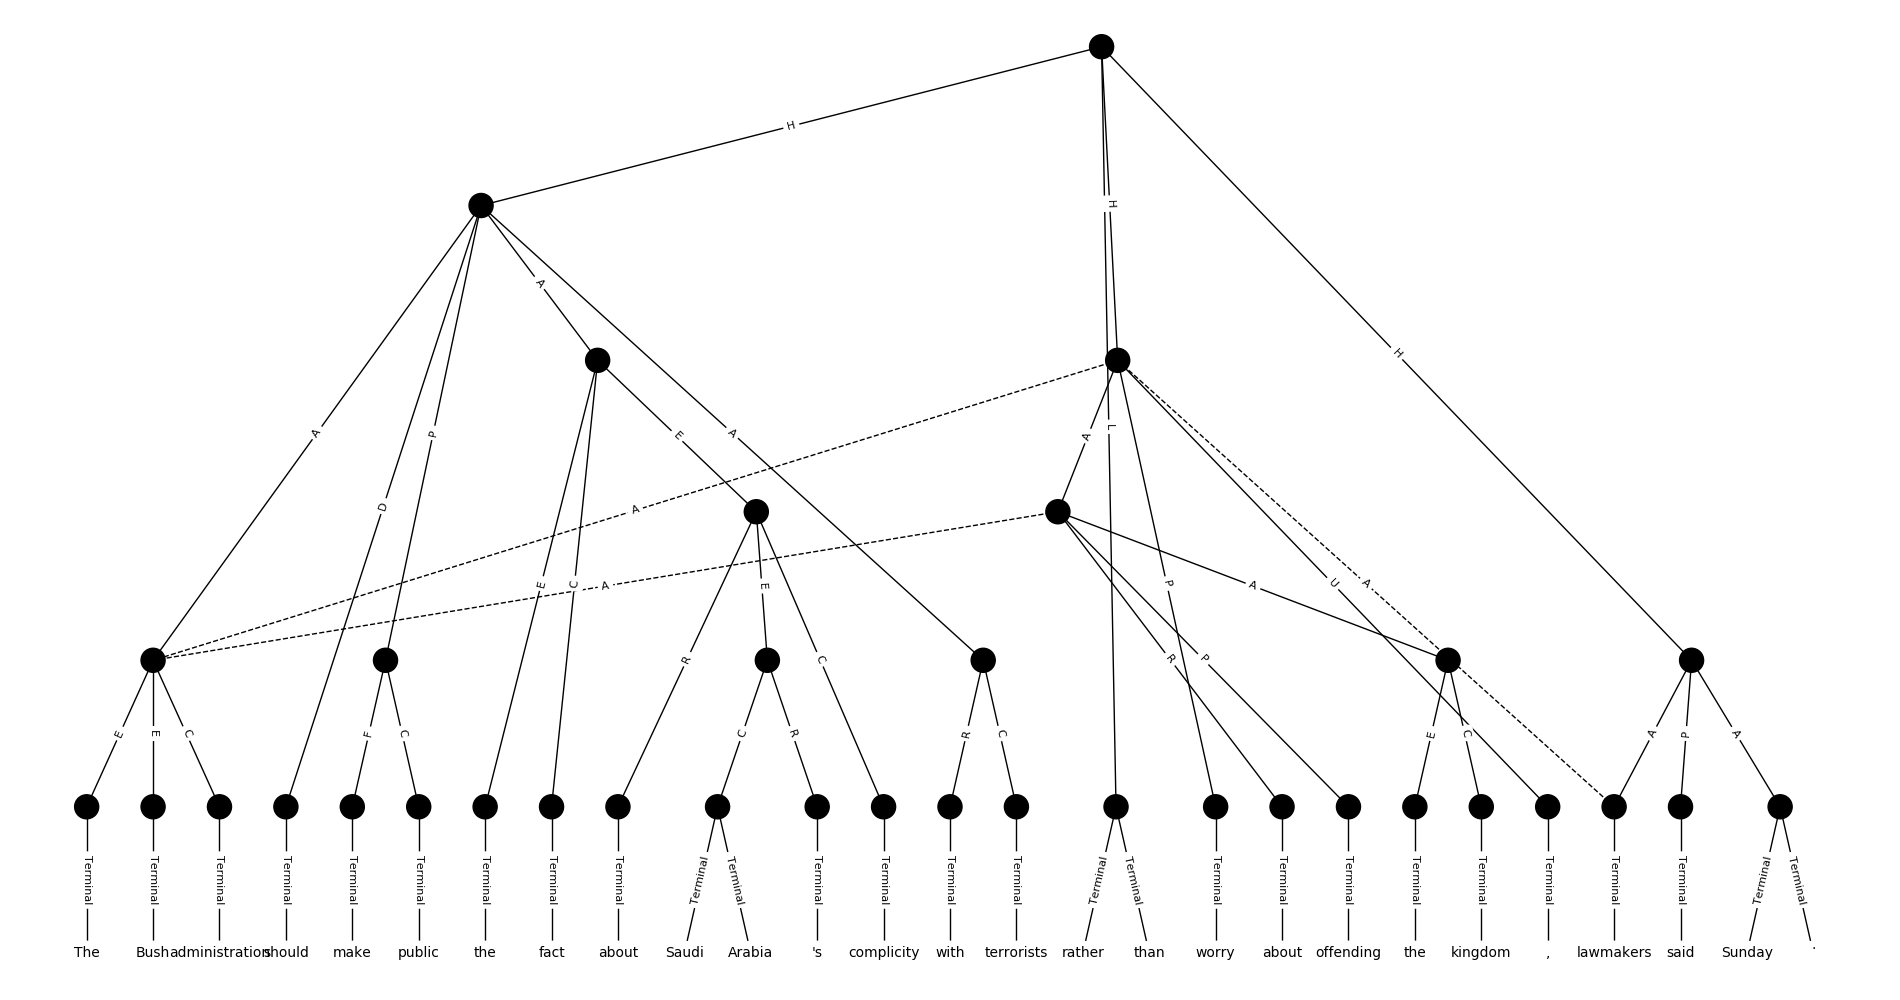 H
H
A
H
A
E
A
A
P
A
L
D
A
E
C
A
E
A
P
U
A
R
C
R
P
E
E
C
F
C
C
R
R
C
E
C
A
P
A
Terminal Terminal Terminal Terminal Terminal Terminal Terminal Terminal Terminal Terminal Terminal Terminal Terminal Terminal Terminal Terminal Terminal Terminal Terminal Terminal Terminal Terminal Terminal Terminal Terminal Terminal Terminal
The Bush administration should make public the fact about Saudi Arabia 's complicity with terrorists rather than worry about offending the kingdom , lawmakers said Sunday .